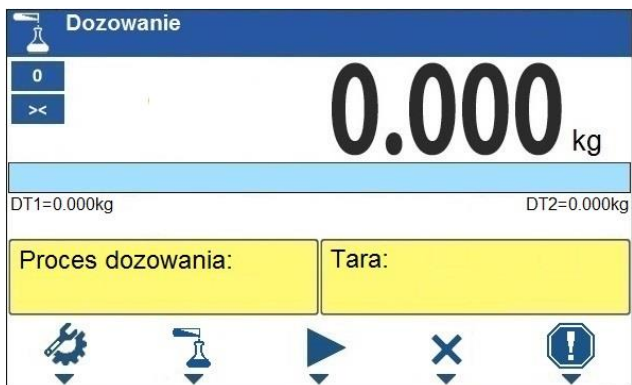 Dozowanie
0
><
0.000 kg
DT1=0.000kg DT2=0.000kg
Proces dozowania: Tara: